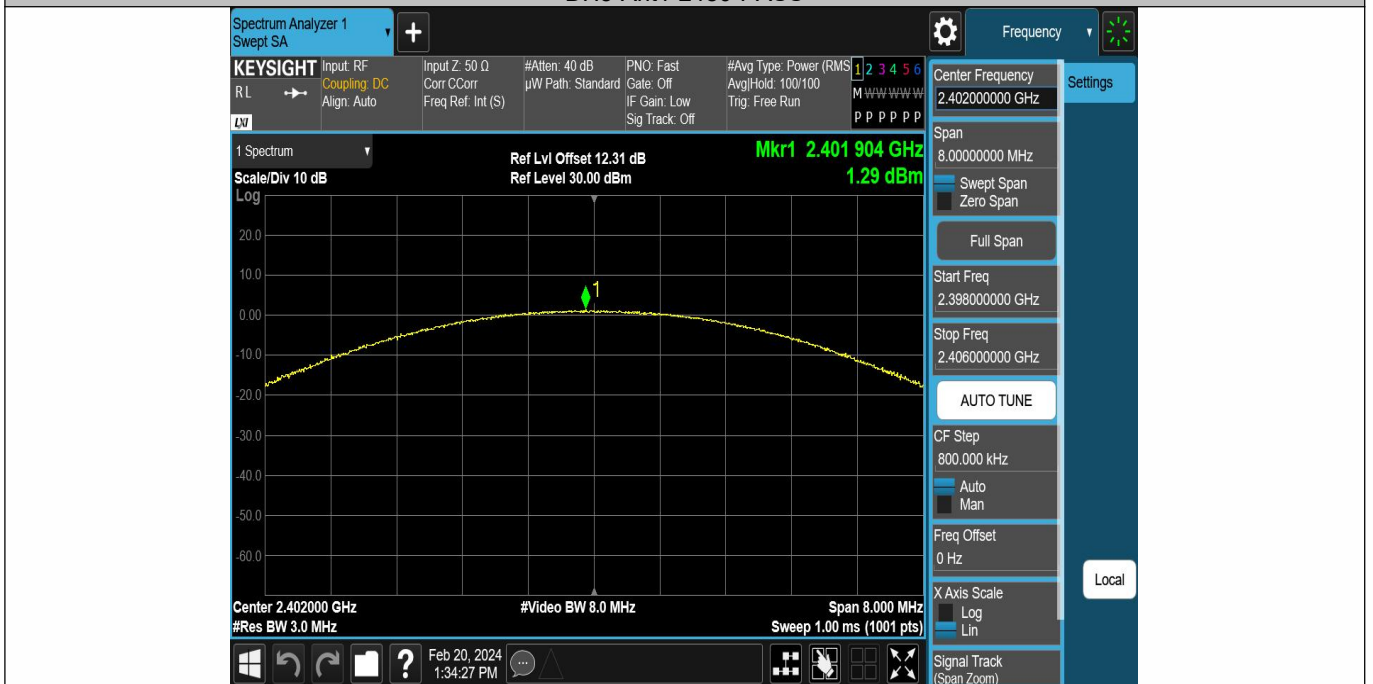 Spectrum Analyzer 1
Swept SA
Frequency
KEYSIGHT
Input: RF
Coupling: DC
Align: Auto
Input Z: 50 Ω
Corr CCorr
Freq Ref: Int (S)
#Atten: 40 dB
µW Path: Standard
PNO: Fast
Gate: Off
IF Gain: Low
Sig Track: Off
#Avg Type: Power (RMS
Avg|Hold: 100/100
Trig: Free Run
1 2 3 4 5 6
M W W W W W
P P P P P P
R L
LXI
1 Spectrum
Scale/Div 10 dB
Log
Ref Lvl Offset 12.31 dB
Ref Level 30.00 dBm
Mkr1 2.401 904 GHz
1.29 dBm
20.0
10.0
0.00
-10.0
-20.0
-30.0
-40.0
-50.0
-60.0
1
Center 2.402000 GHz
#Res BW 3.0 MHz
#Video BW 8.0 MHz
Span 8.000 MHz
Sweep 1.00 ms (1001 pts)
Feb 20, 2024
1:34:27 PM
Center Frequency
2.402000000 GHz
Settings
Span
8.00000000 MHz
Swept Span
Zero Span
Full Span
Start Freq
2.398000000 GHz
Stop Freq
2.406000000 GHz
AUTO TUNE
CF Step
800.000 kHz
Auto
Man
Freq Offset
0 Hz
X Axis Scale
Log
Lin
Local
Signal Track
(Span Zoom)